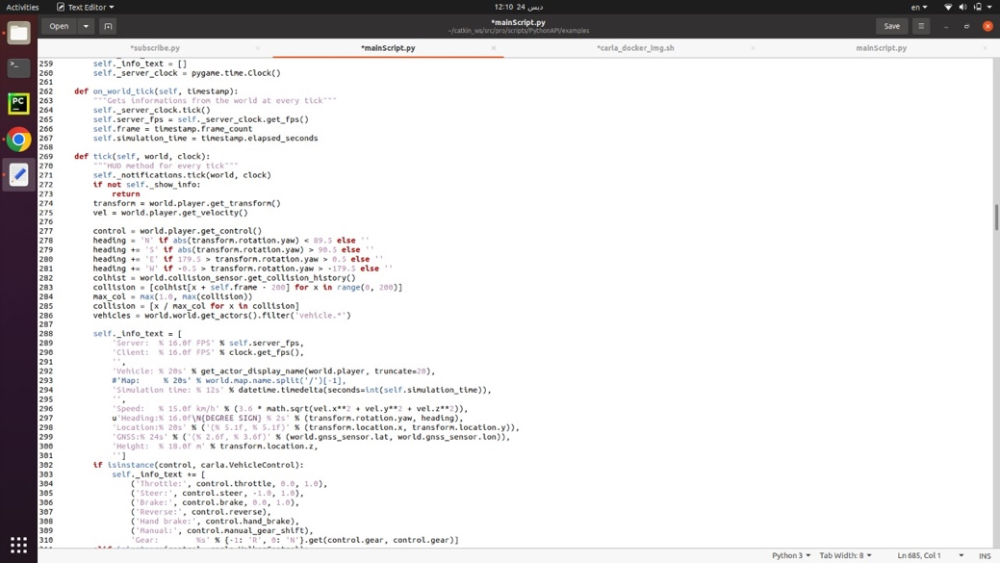 Activities
Text Editor
12:10 24 ديس
en
Open
*mainScript.py
~/catkin_ws/src/pro/scripts/PythonAPI/examples
Save
*subscribe.py
*mainScript.py
*carla_docker_img.sh
mainScript.py
259 self._info_text = []
260 self._server_clock = pygame.time.Clock()
261
262 def on_world_tick(self, timestamp):
263 """Gets informations from the world at every tick"""
264 self._server_clock.tick()
265 self.server_fps = self._server_clock.get_fps()
266 self.frame = timestamp.frame_count
267 self.simulation_time = timestamp.elapsed_seconds
268
269 def tick(self, world, clock):
270 """HUD method for every tick"""
271 self._notifications.tick(world, clock)
272 if not self._show_info:
273 return
274 transform = world.player.get_transform()
275 vel = world.player.get_velocity()
276
277 control = world.player.get_control()
278 heading = 'N' if abs(transform.rotation.yaw) < 89.5 else ''
279 heading += 'S' if abs(transform.rotation.yaw) > 90.5 else ''
280 heading += 'E' if 179.5 > transform.rotation.yaw > 0.5 else ''
281 heading += 'W' if -0.5 > transform.rotation.yaw > -179.5 else ''
282 colhist = world.collision_sensor.get_collision_history()
283 collision = [colhist[x + self.frame - 200] for x in range(0, 200)]
284 max_col = max(1.0, max(collision))
285 collision = [x / max_col for x in collision]
286 vehicles = world.world.get_actors().filter('vehicle.*')
287
288 self._info_text = [
289 'Server:  % 16.0f FPS' % self.server_fps,
290 'Client:  % 16.0f FPS' % clock.get_fps(),
291 '',
292 'Vehicle: % 20s' % get_actor_display_name(world.player, truncate=20),
293 #'Map:     % 20s' % world.map.name.split('/')[-1],
294 'Simulation time: % 12s' % datetime.timedelta(seconds=int(self.simulation_time)),
295 '',
296 'Speed:   % 15.0f km/h' % (3.6 * math.sqrt(vel.x**2 + vel.y**2 + vel.z**2)),
297 u'Heading:% 16.0f\N{DEGREE SIGN} % 2s' % (transform.rotation.yaw, heading),
298 'Location:% 20s' % ('(% 5.1f, % 5.1f)' % (transform.location.x, transform.location.y)),
299 'GNSS:% 24s' % ('(% 2.6f, % 3.6f)' % (world.gnss_sensor.lat, world.gnss_sensor.lon)),
300 'Height:  % 18.0f m' % transform.location.z,
301 '']
302 if isinstance(control, carla.VehicleControl):
303 self._info_text += [
304 ('Throttle:', control.throttle, 0.0, 1.0),
305 ('Steer:', control.steer, -1.0, 1.0),
306 ('Brake:', control.brake, 0.0, 1.0),
307 ('Reverse:', control.reverse),
308 ('Hand brake:', control.hand_brake),
309 ('Manual:', control.manual_gear_shift),
310 'Gear:        %s' % {-1: 'R', 0: 'N'}.get(control.gear, control.gear)]
Python 3
Tab Width: 8
Ln 685, Col 1
INS